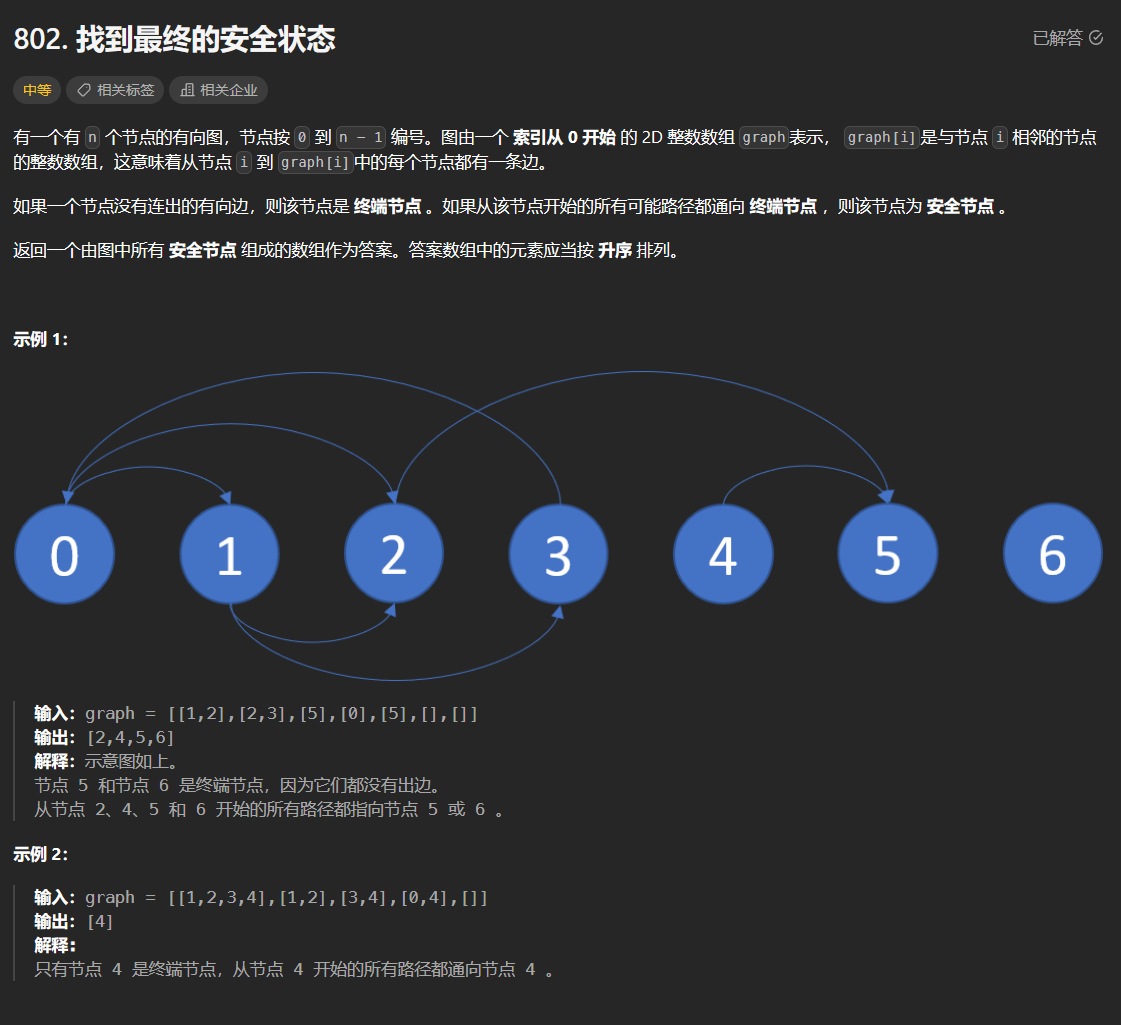 802. 找到最终的安全状态
已解答
中等 相关标签 相关企业
有一个有 n 个节点的有向图，节点按 0 到 n - 1 编号。图由一个 索引从 0 开始 的 2D 整数数组 graph表示， graph[i]是与节点 i 相邻的节点
的整数数组，这意味着从节点 i 到 graph[i]中的每个节点都有一条边。
如果一个节点没有连出的有向边，则该节点是 终端节点 。如果从该节点开始的所有可能路径都通向 终端节点 ，则该节点为 安全节点 。
返回一个由图中所有 安全节点 组成的数组作为答案。答案数组中的元素应当按 升序 排列。
示例 1：
0 1 2 3 4 5 6
输入：graph = [[1,2],[2,3],[5],[0],[5],[],[]]
输出：[2,4,5,6]
解释：示意图如上。
节点 5 和节点 6 是终端节点，因为它们都没有出边。
从节点 2、4、5 和 6 开始的所有路径都指向节点 5 或 6 。
示例 2：
输入：graph = [[1,2,3,4],[1,2],[3,4],[0,4],[]]
输出：[4]
解释：
只有节点 4 是终端节点，从节点 4 开始的所有路径都通向节点 4 。